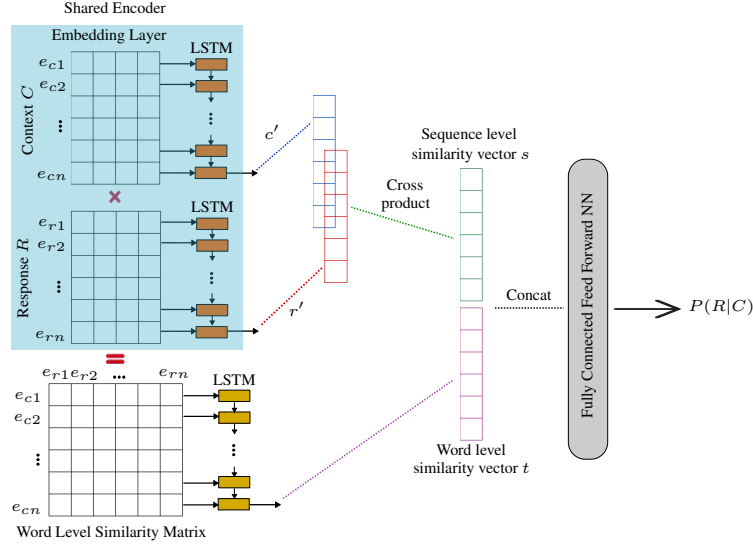 Shared Encoder
Embedding Layer
LSTM
e_{c1}
e_{c2}
...
e_{cn}
Context C
...
c′
×
LSTM
e_{r1}
e_{r2}
...
e_{rn}
Response R
...
r′
=
Cross
product
Sequence level
similarity vector s
Concat
Fully Connected Feed Forward NN
P(R|C)
e_{r1} e_{r2} ... e_{rn}
LSTM
e_{c1}
e_{c2}
...
e_{cn}
...
Word level
similarity vector t
Word Level Similarity Matrix